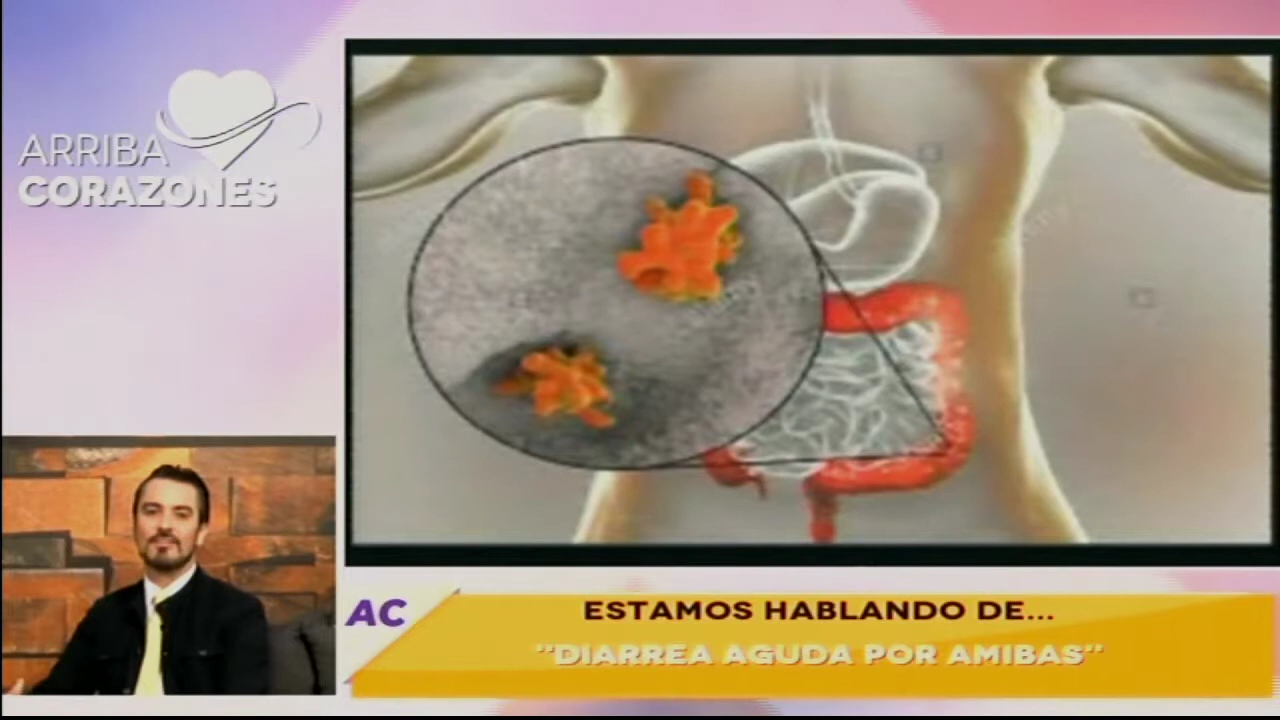 ARRIBA
CORAZONES
AC
ESTAMOS HABLANDO DE...
"DIARREA AGUDA POR AMIBAS"